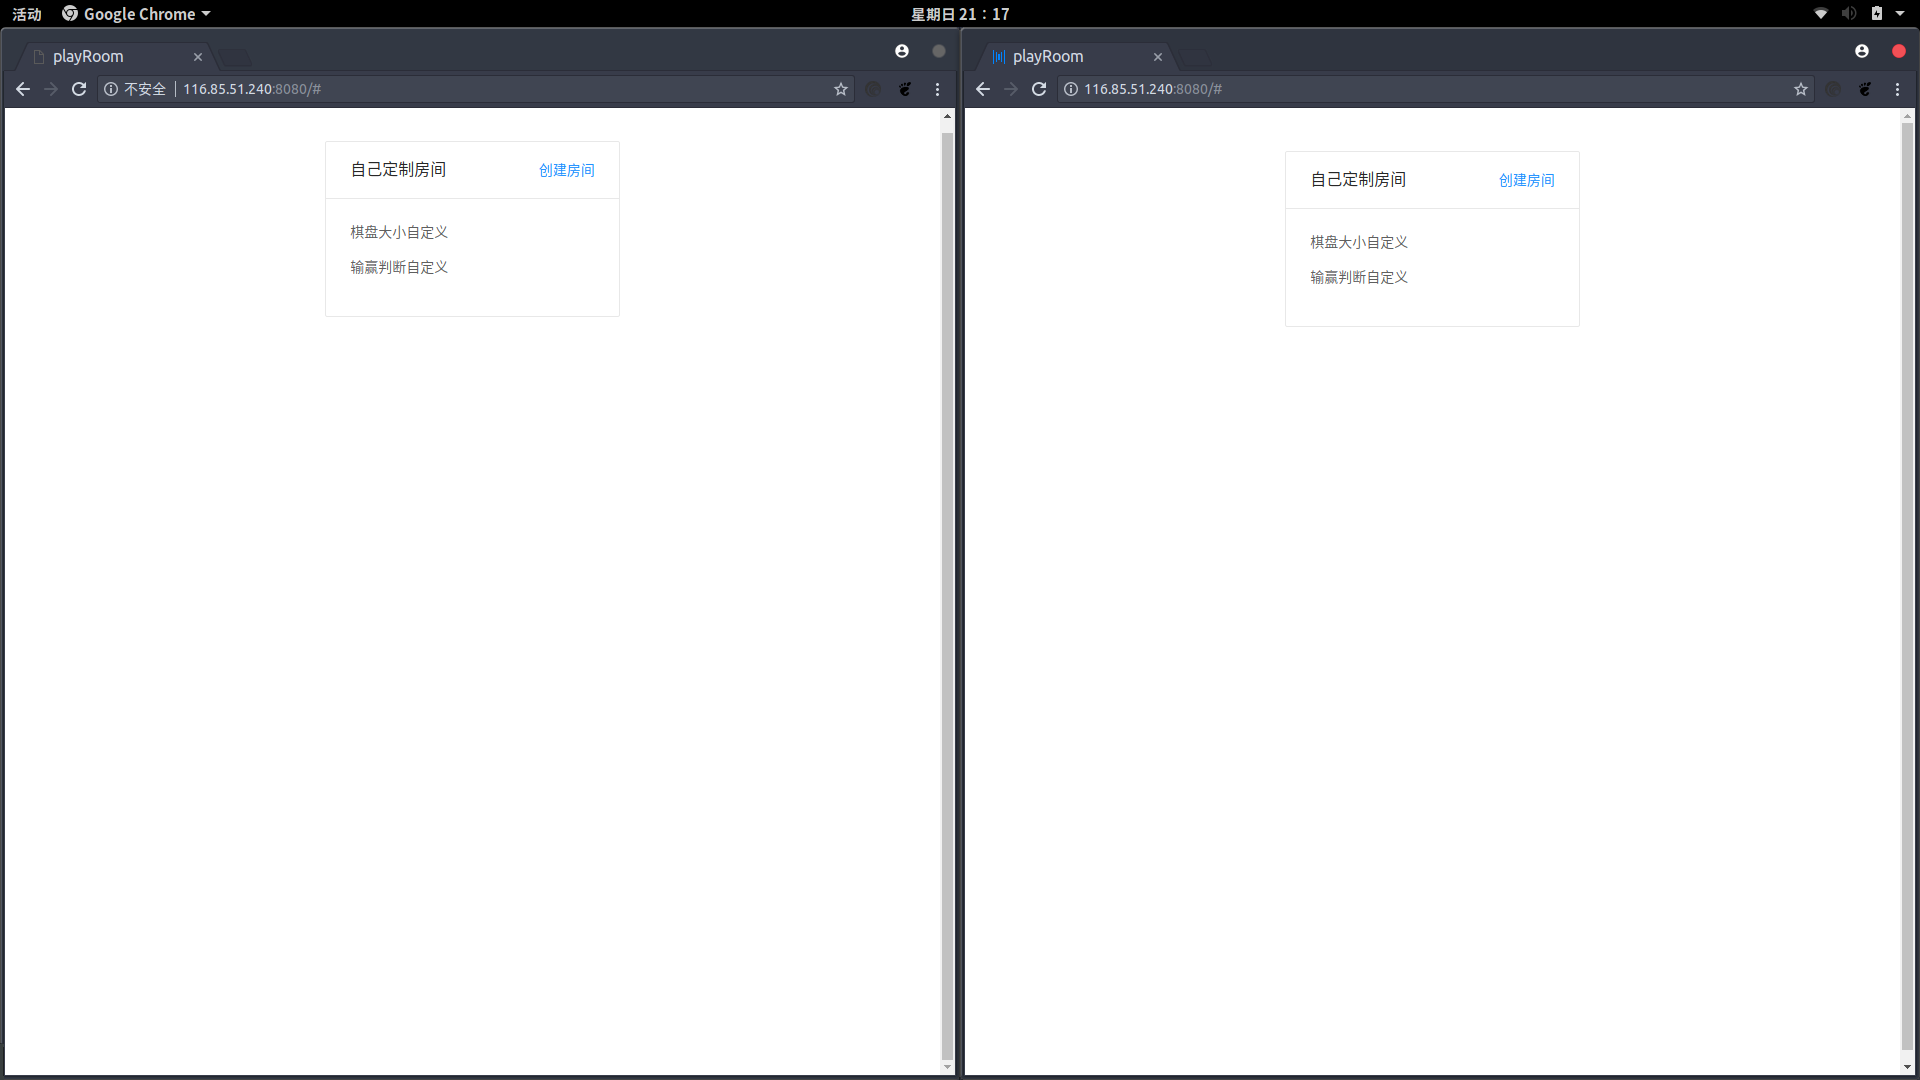 活动 Google Chrome 星期日 21：17
playRoom
不安全 116.85.51.240:8080/#
自己定制房间 创建房间
棋盘大小自定义
输赢判断自定义
playRoom
116.85.51.240:8080/#
自己定制房间 创建房间
棋盘大小自定义
输赢判断自定义